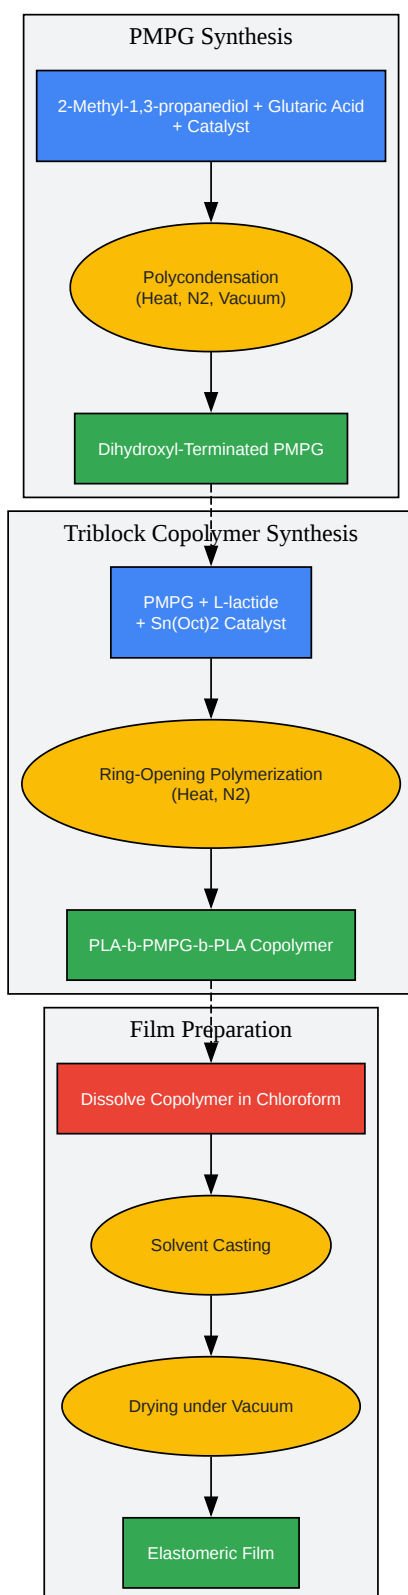 PMPG Synthesis
2-Methyl-1,3-propanediol + Glutaric Acid
+ Catalyst
Polycondensation
(Heat, N2, Vacuum)
Dihydroxyl-Terminated PMPG
Triblock Copolymer Synthesis
PMPG + L-lactide
+ Sn(Oct)2 Catalyst
Ring-Opening Polymerization
(Heat, N2)
PLA-b-PMPG-b-PLA Copolymer
Film Preparation
Dissolve Copolymer in Chloroform
Solvent Casting
Drying under Vacuum
Elastomeric Film